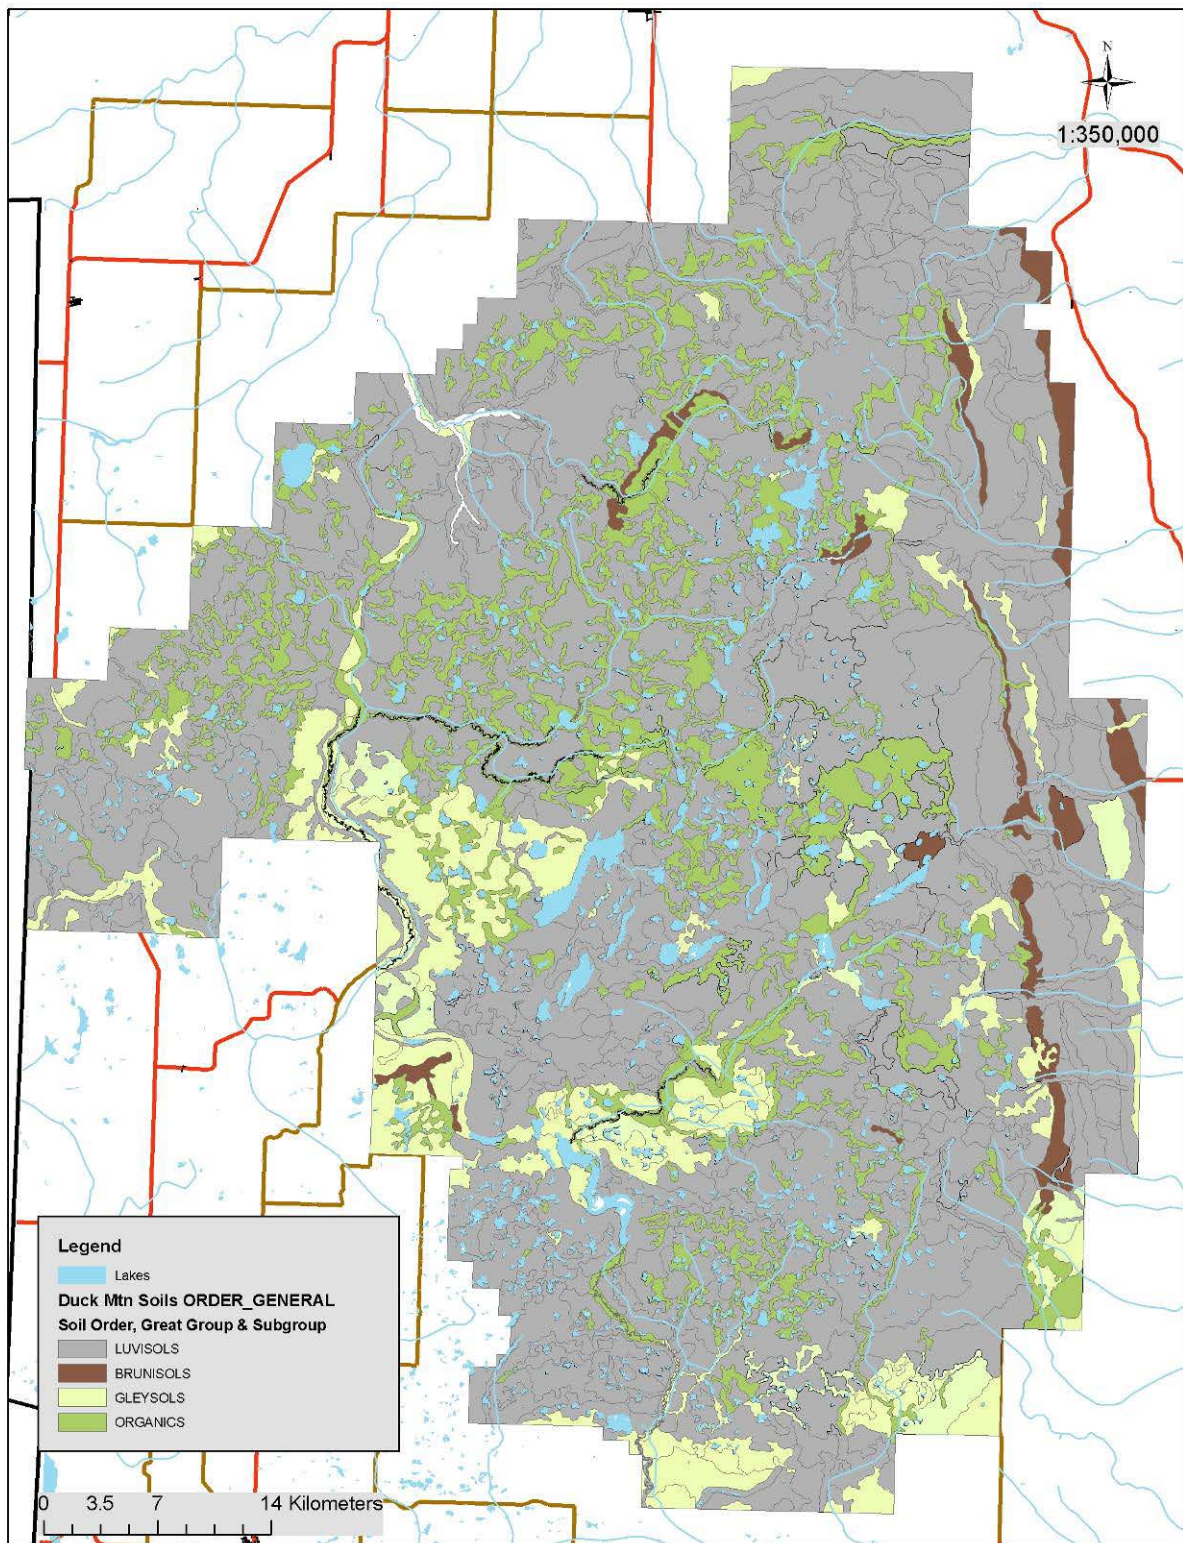 N
1:350,000
Legend
Lakes
Duck Mtn Soils ORDER_GENERAL
Soil Order, Great Group & Subgroup
LUVISOLS
BRUNISOLS
GLEYSOLS
ORGANICS
0 3.5 7 14 Kilometers